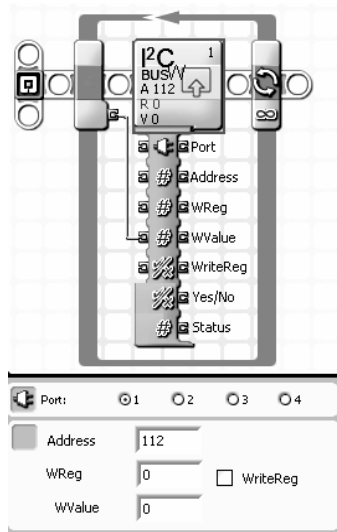 I²C 1
BUS W
A 112
R 0
V 0
Port
# Address
# WReg
# WValue
WriteReg
Yes/No
# Status
Port: 1 2 3 4
Address 112
WReg 0 WriteReg
WValue 0